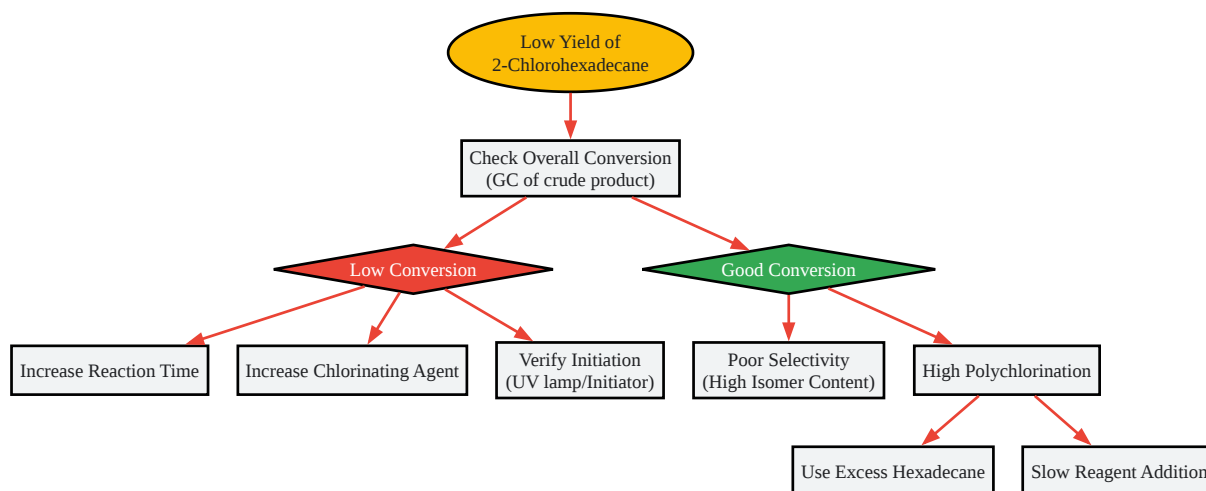 Low Yield of
2-Chlorohexadecane
Check Overall Conversion
(GC of crude product)
Low Conversion
Good Conversion
Increase Reaction Time
Increase Chlorinating Agent
Verify Initiation
(UV lamp/Initiator)
Poor Selectivity
(High Isomer Content)
High Polychlorination
Use Excess Hexadecane
Slow Reagent Addition